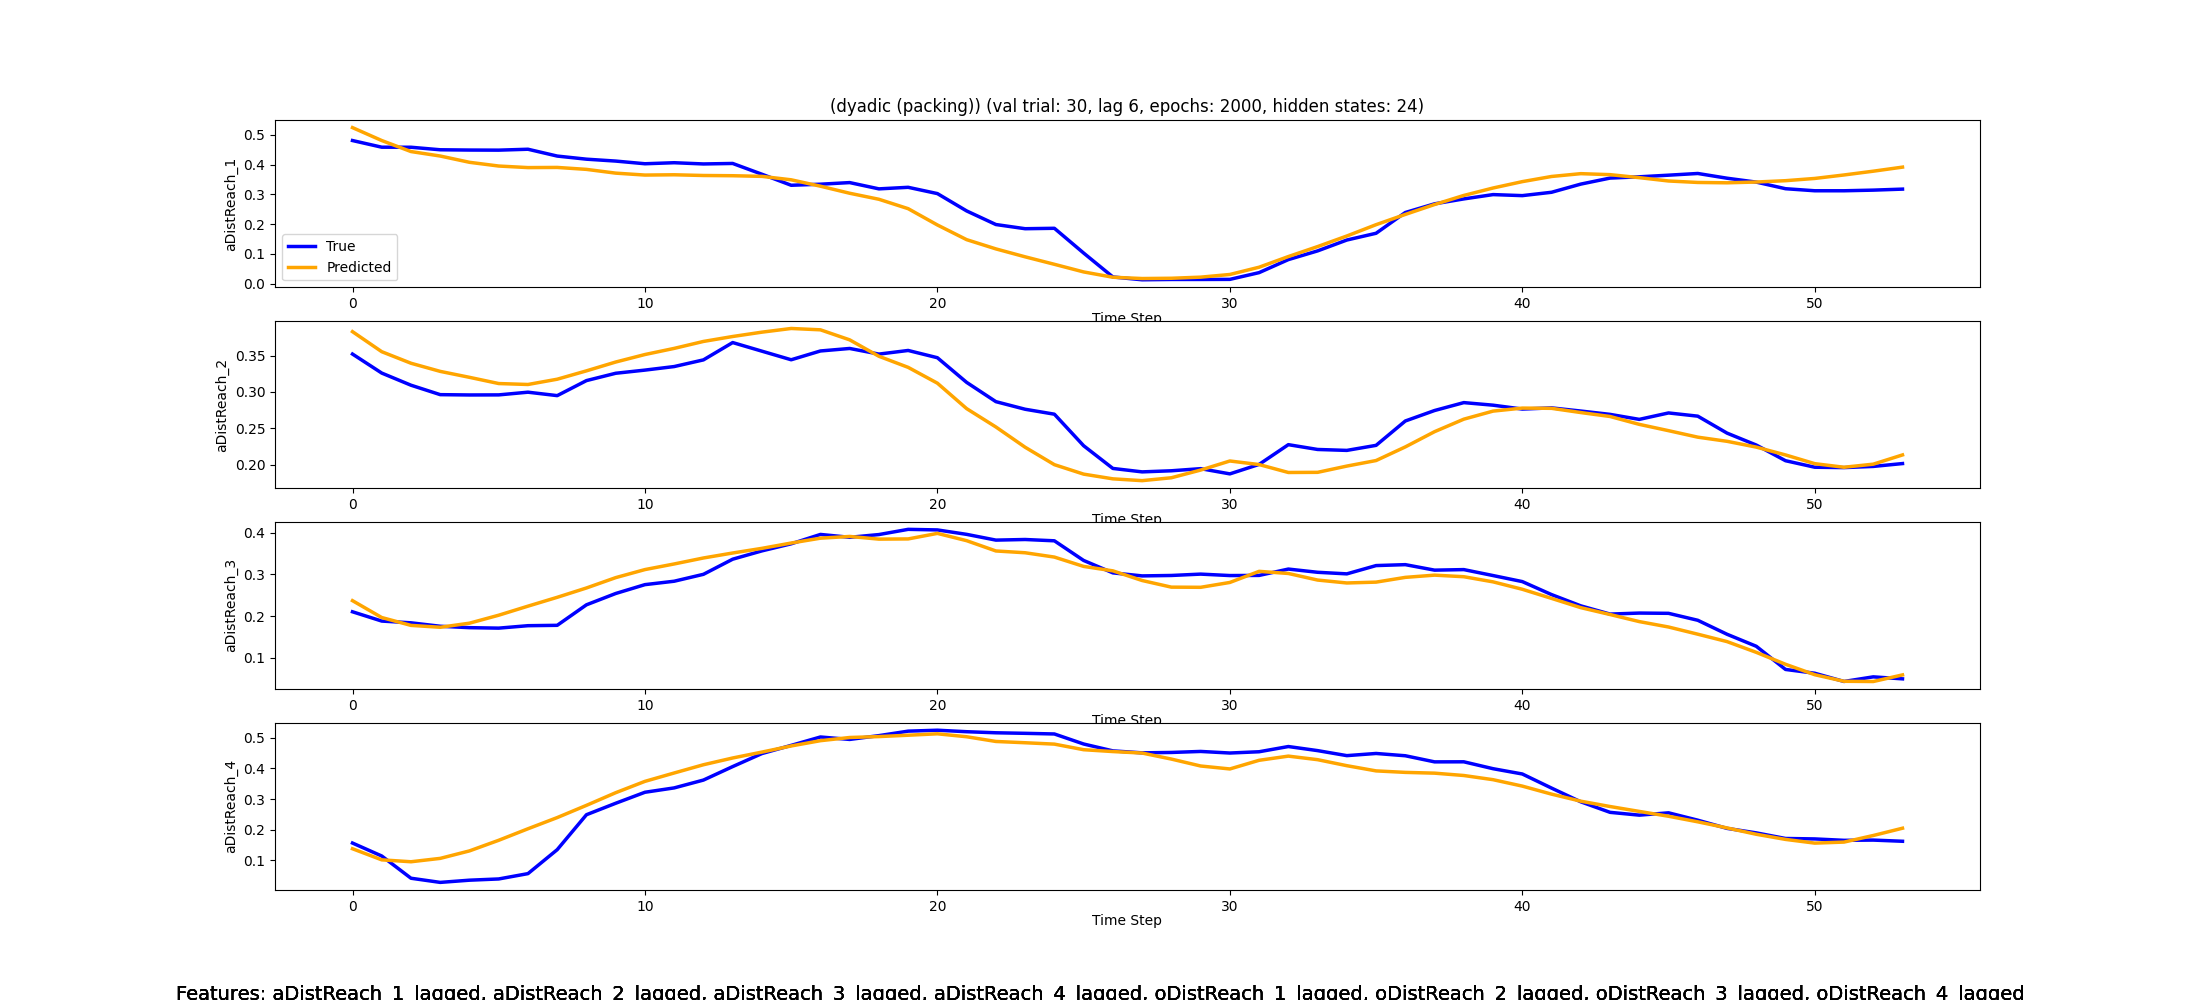 (dyadic (packing)) (val trial: 30, lag 6, epochs: 2000, hidden states: 24)
0.5
0.4
0.3
0.2
0.1
0.0
aDistReach_1
True
Predicted
0 10 20 30 40 50
Time Step
0.35
0.30
0.25
0.20
aDistReach_2
0 10 20 30 40 50
Time Step
0.4
0.3
0.2
0.1
aDistReach_3
0 10 20 30 40 50
Time Step
0.5
0.4
0.3
0.2
0.1
aDistReach_4
0 10 20 30 40 50
Time Step
Features: aDistReach_1_lagged, aDistReach_2_lagged, aDistReach_3_lagged, aDistReach_4_lagged, oDistReach_1_lagged, oDistReach_2_lagged, oDistReach_3_lagged, oDistReach_4_lagged